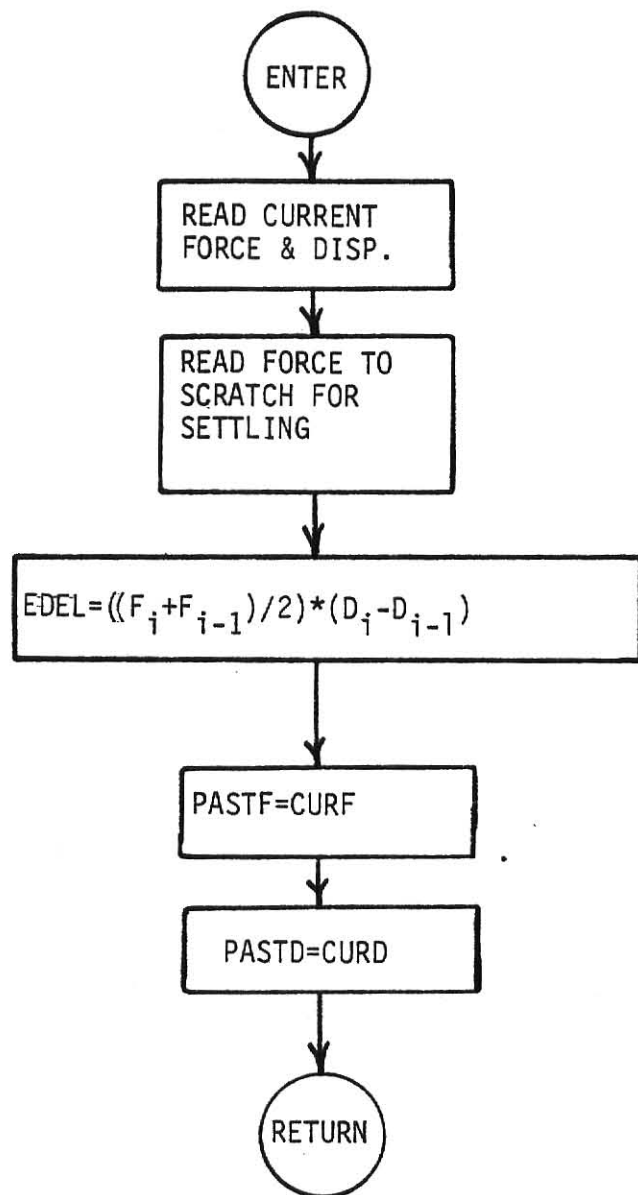 ENTER
READ CURRENT
FORCE & DISP.
READ FORCE TO
SCRATCH FOR
SETTLING
EDEL=((F_i+F_{i-1})/2)*(D_i-D_{i-1})
PASTF=CURF
PASTD=CURD
RETURN